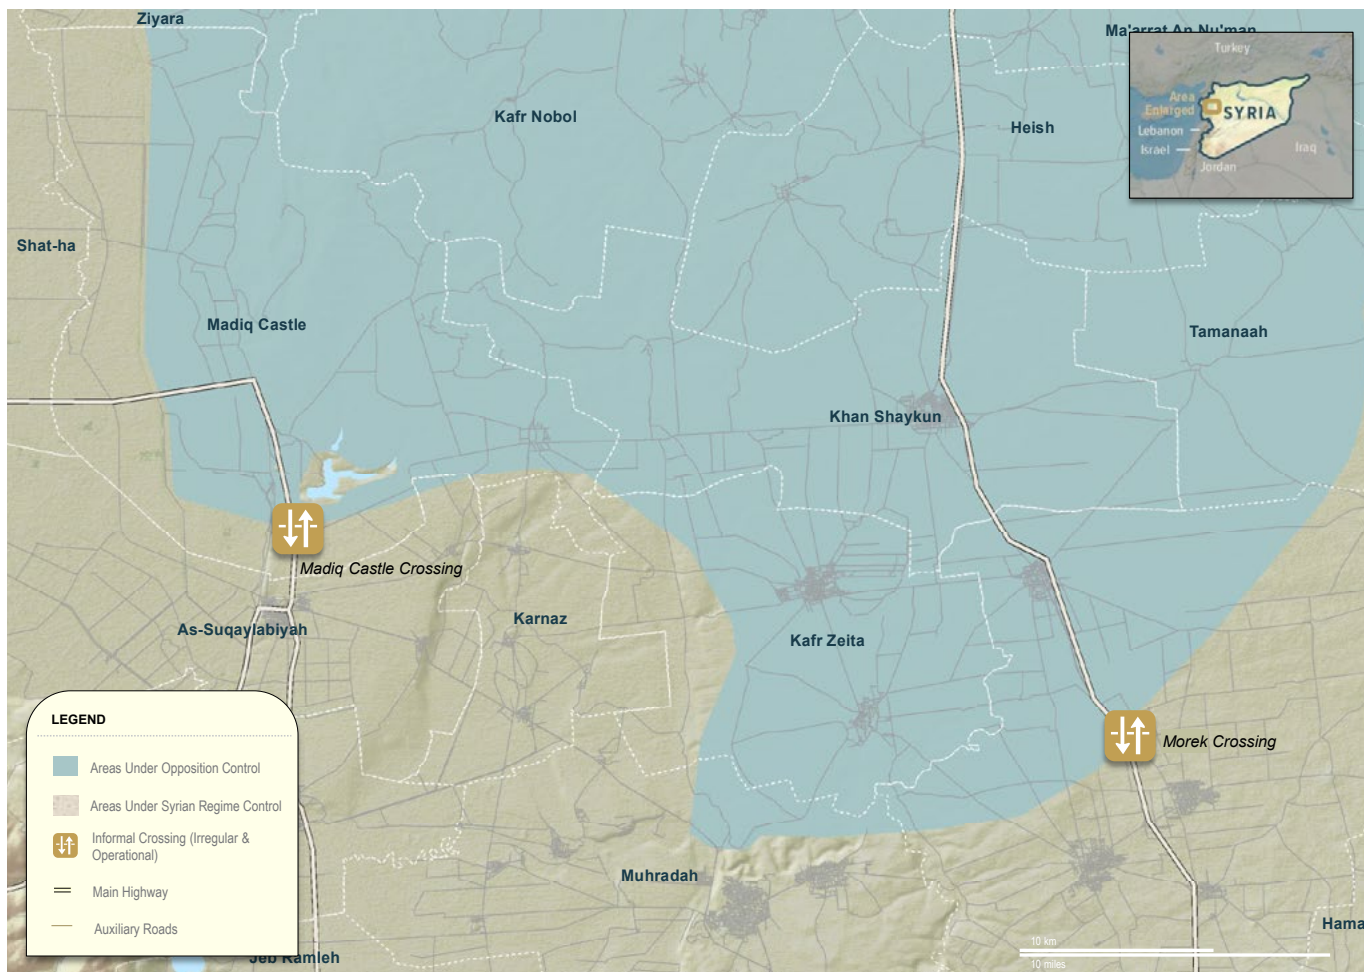 Ziyara
Ma'arrat An Nu'man
Turkey
Area
Enlarged
SYRIA
Lebanon
Israel
Iraq
Jordan
Kafr Nobol
Heish
Shat-ha
Madiq Castle
Tamanaah
Khan Shaykun
Madiq Castle Crossing
Karnaz
As-Suqaylabiyah
Kafr Zeita
Morek Crossing
LEGEND
Areas Under Opposition Control
Areas Under Syrian Regime Control
Informal Crossing (Irregular &
Operational)
Main Highway
Auxiliary Roads
Muhradah
Hama
Jeb Ramleh
10 km
10 miles